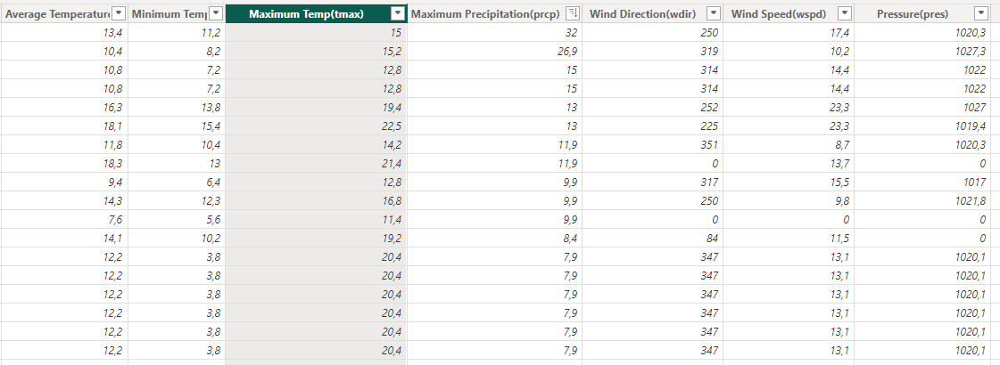 Average Temperature Minimum Temp Maximum Temp(tmax) Maximum Precipitation(prcp) Wind Direction(wdir) Wind Speed(wspd) Pressure(pres)
13,4 11,2 15 32 250 17,4 1020,3
10,4 8,2 15,2 26,9 319 10,2 1027,3
10,8 7,2 12,8 15 314 14,4 1022
10,8 7,2 12,8 15 314 14,4 1022
16,3 13,8 19,4 13 252 23,3 1027
18,1 15,4 22,5 13 225 23,3 1019,4
11,8 10,4 14,2 11,9 351 8,7 1020,3
18,3 13 21,4 11,9 0 13,7 0
9,4 6,4 12,8 9,9 317 15,5 1017
14,3 12,3 16,8 9,9 250 9,8 1021,8
7,6 5,6 11,4 9,9 0 0 0
14,1 10,2 19,2 8,4 84 11,5 0
12,2 3,8 20,4 7,9 347 13,1 1020,1
12,2 3,8 20,4 7,9 347 13,1 1020,1
12,2 3,8 20,4 7,9 347 13,1 1020,1
12,2 3,8 20,4 7,9 347 13,1 1020,1
12,2 3,8 20,4 7,9 347 13,1 1020,1
12,2 3,8 20,4 7,9 347 13,1 1020,1